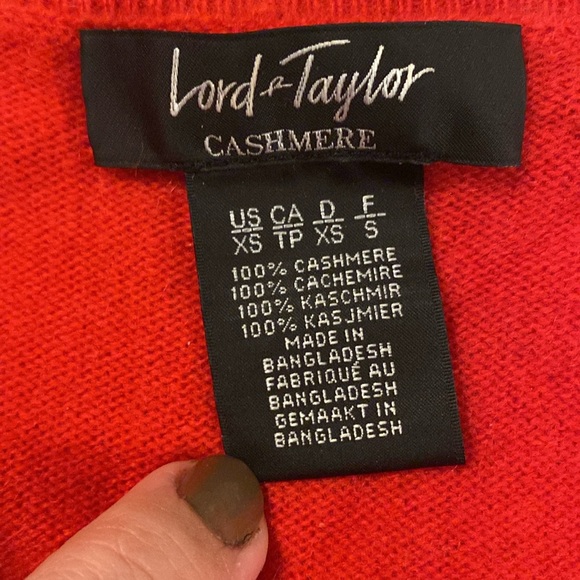 Lord & Taylor
CASHMERE
US CA D F
XS TP XS S
100% CASHMERE
100% CACHEMIRE
100% KASCHMIR
100% KASJMIER
MADE IN
BANGLADESH
FABRIQUÉ AU
BANGLADESH
GEMAAKT IN
BANGLADESH